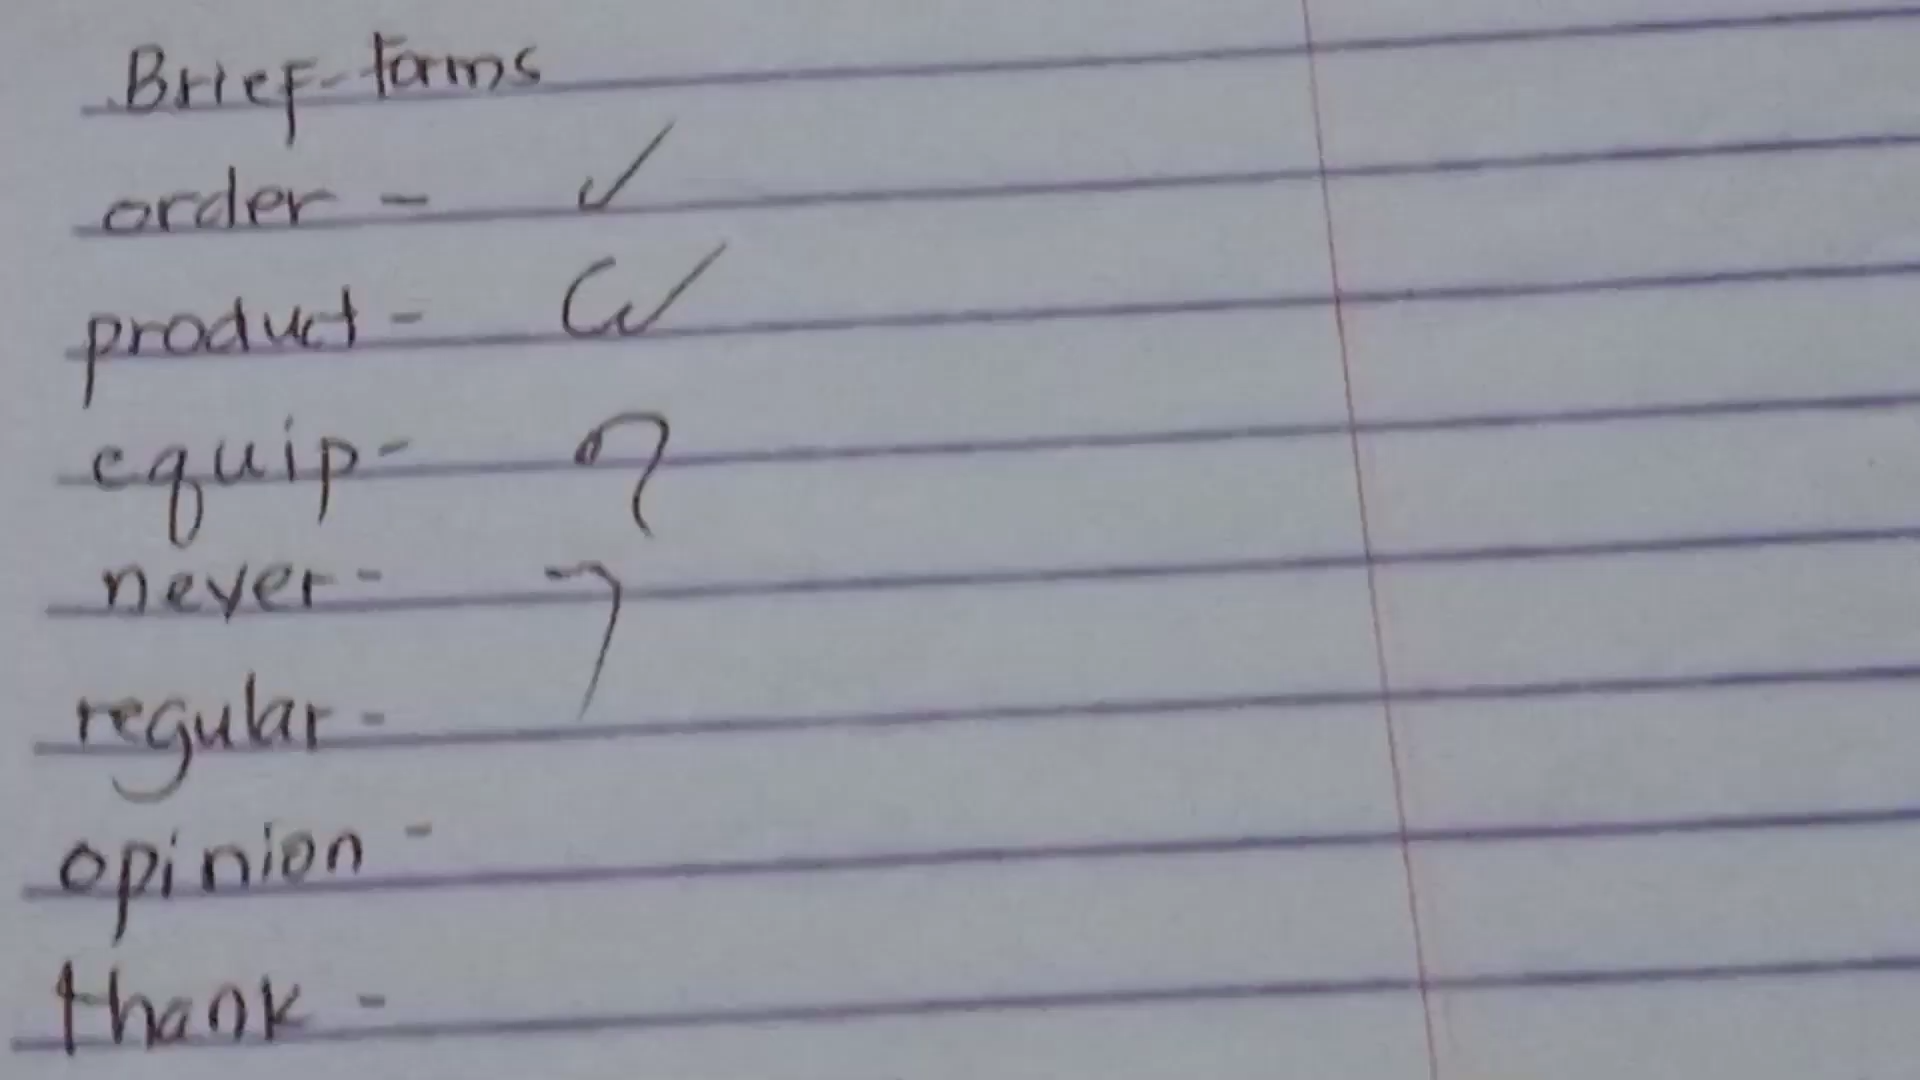 Brief-forms
order -
product -
equip -
never -
regular -
opinion -
thank -